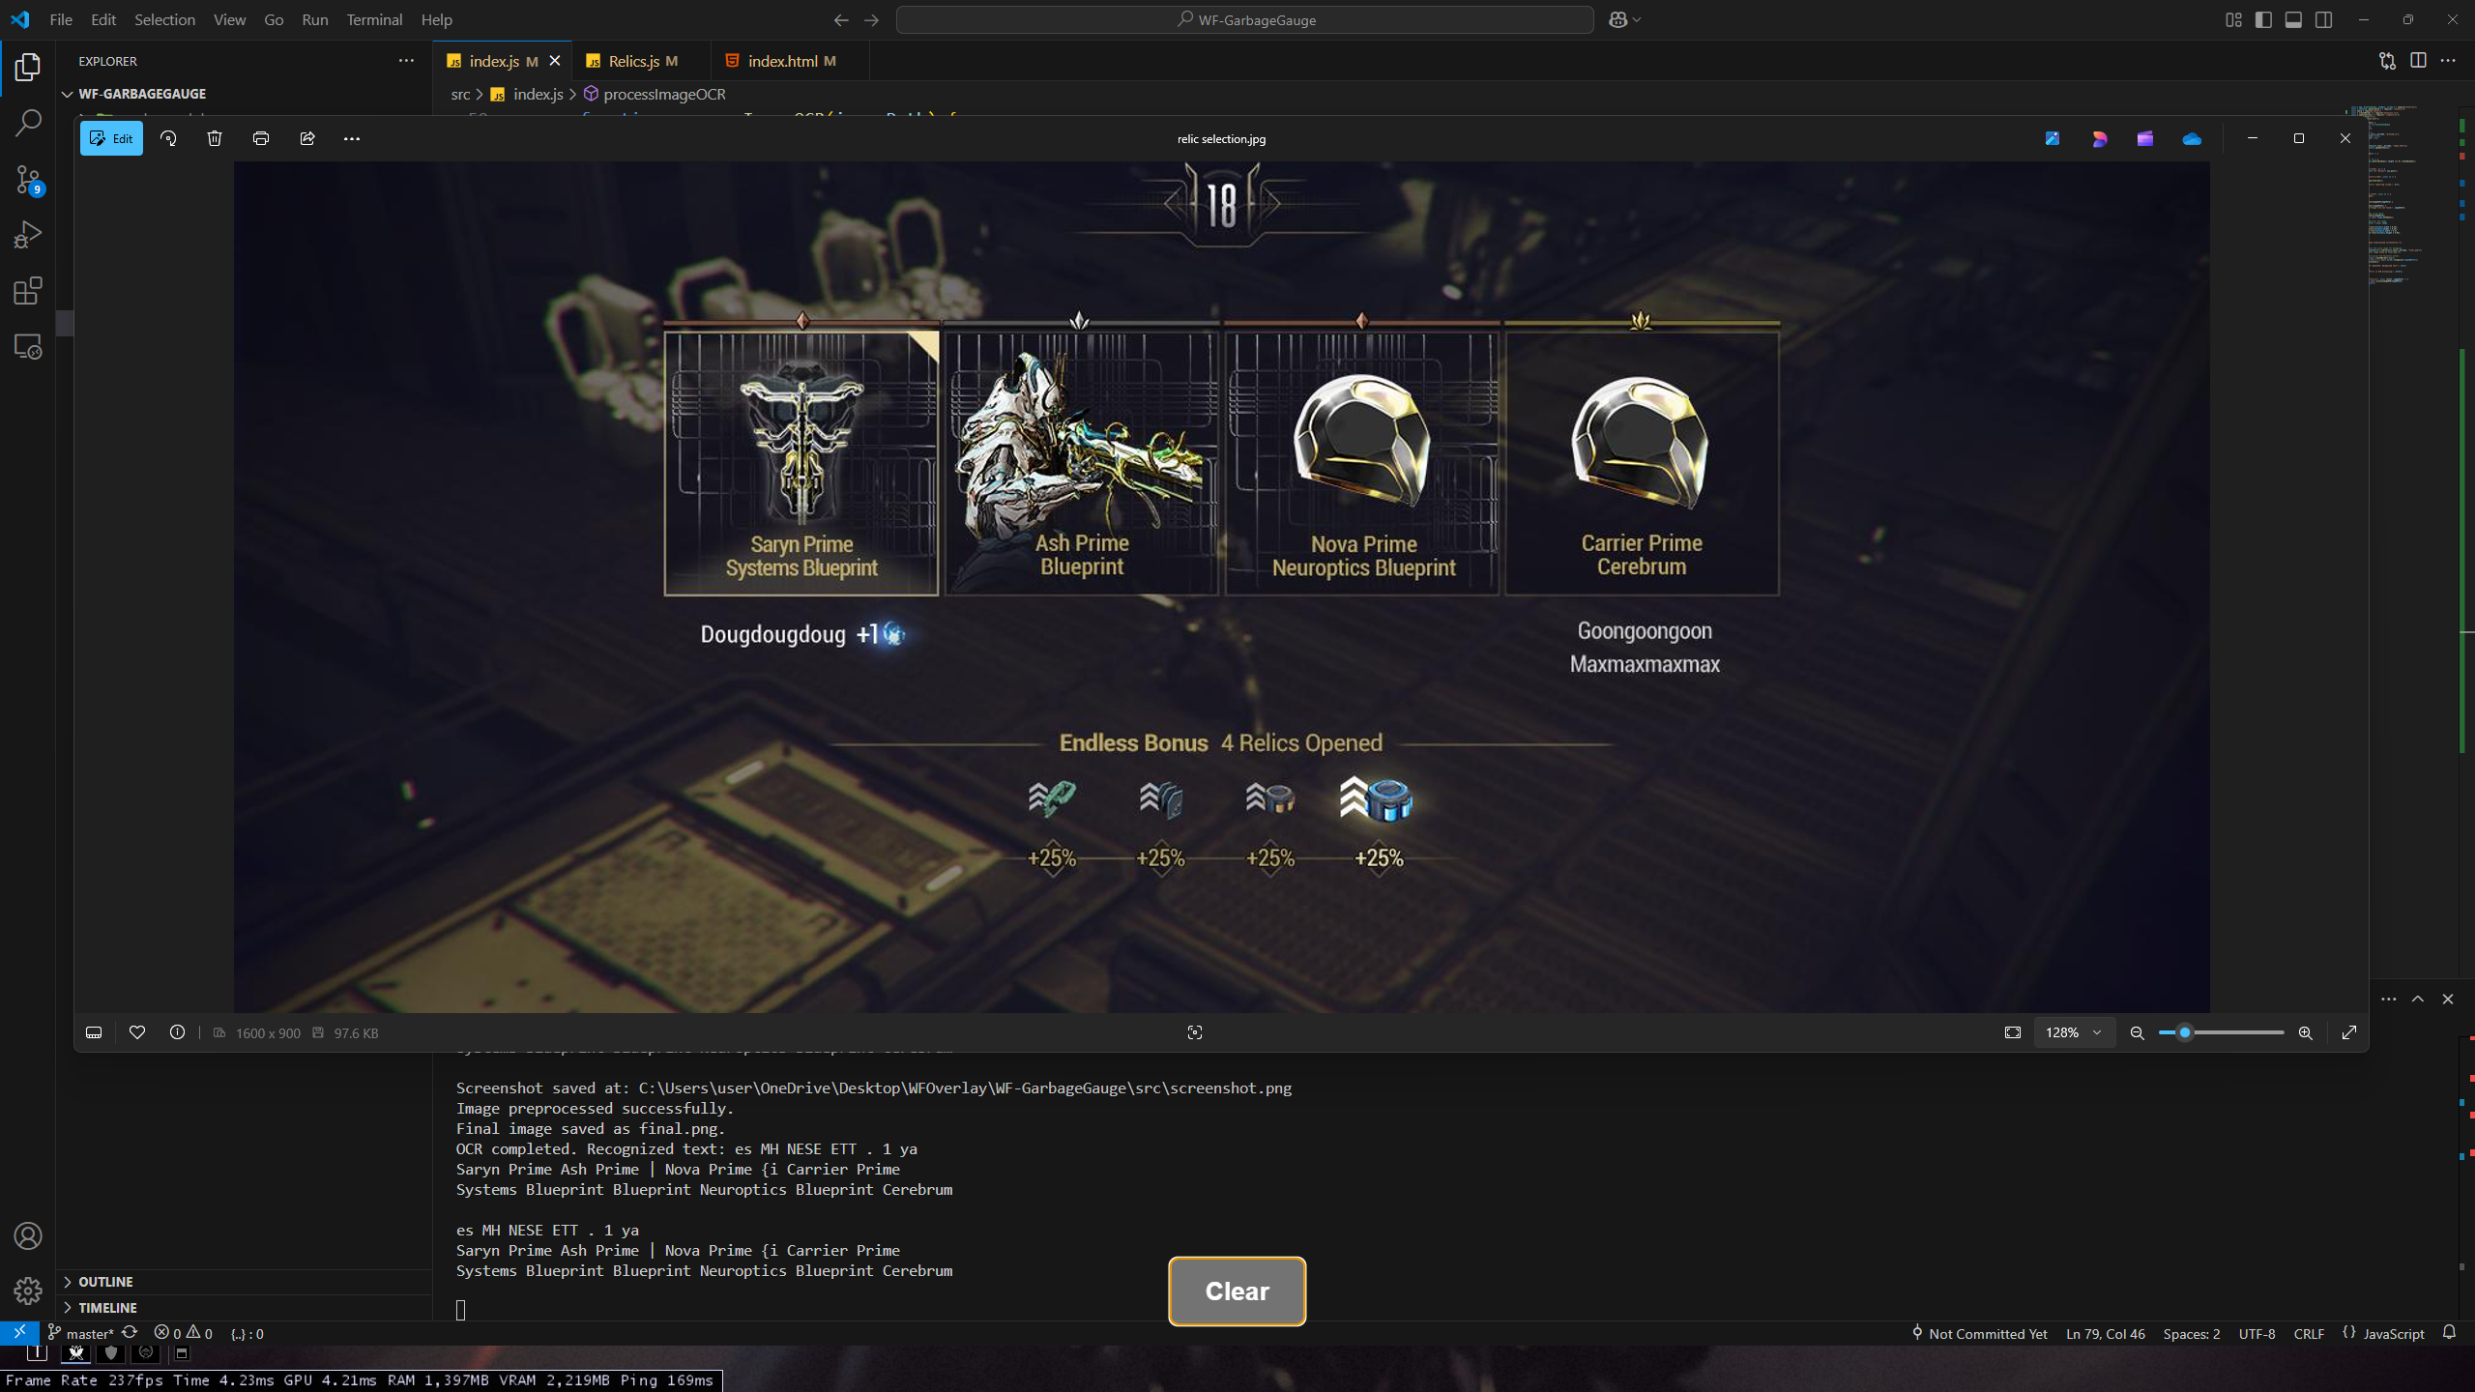 File Edit Selection View Go Run Terminal Help
WF-GarbageGauge
EXPLORER
WF-GARBAGEGAUGE
index.js M
Relics.js M
index.html M
src > index.js > processImageOCR
Edit
relic selection.jpg
18
Saryn Prime
Systems Blueprint
Ash Prime
Blueprint
Nova Prime
Neuroptics Blueprint
Carrier Prime
Cerebrum
Dougdougdoug +1
Goongoongoon
Maxmaxmaxmax
Endless Bonus 4 Relics Opened
+25% +25% +25% +25%
1600 x 900 97.6 KB
128%
Screenshot saved at: C:\Users\user\OneDrive\Desktop\WFOverlay\WF-GarbageGauge\src\screenshot.png
Image preprocessed successfully.
Final image saved as final.png.
OCR completed. Recognized text: es MH NESE ETT . 1 ya
Saryn Prime Ash Prime | Nova Prime {i Carrier Prime
Systems Blueprint Blueprint Neuroptics Blueprint Cerebrum
es MH NESE ETT . 1 ya
Saryn Prime Ash Prime | Nova Prime {i Carrier Prime
Systems Blueprint Blueprint Neuroptics Blueprint Cerebrum
Clear
OUTLINE
TIMELINE
9
master* 0 0 {..} : 0
Not Committed Yet Ln 79, Col 46 Spaces: 2 UTF-8 CRLF {} JavaScript
Frame Rate 237fps Time 4.23ms GPU 4.21ms RAM 1,397MB VRAM 2,219MB Ping 169ms